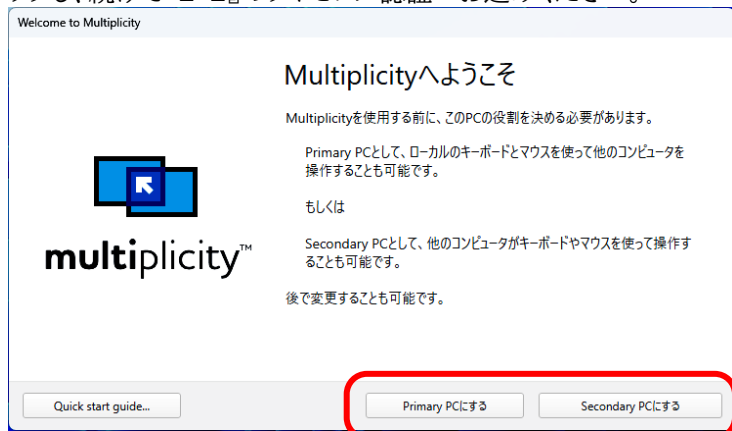 Welcome to Multiplicity
Multiplicityへようこそ
Multiplicityを使用する前に、このPCの役割を決める必要があります。
Primary PCとして、ローカルのキーボードとマウスを使って他のコンピュータを
操作することも可能です。
もしくは
Secondary PCとして、他のコンピュータがキーボードやマウスを使って操作す
ることも可能です。
後で変更することも可能です。
multiplicity™
Quick start guide...
Primary PCにする
Secondary PCにする